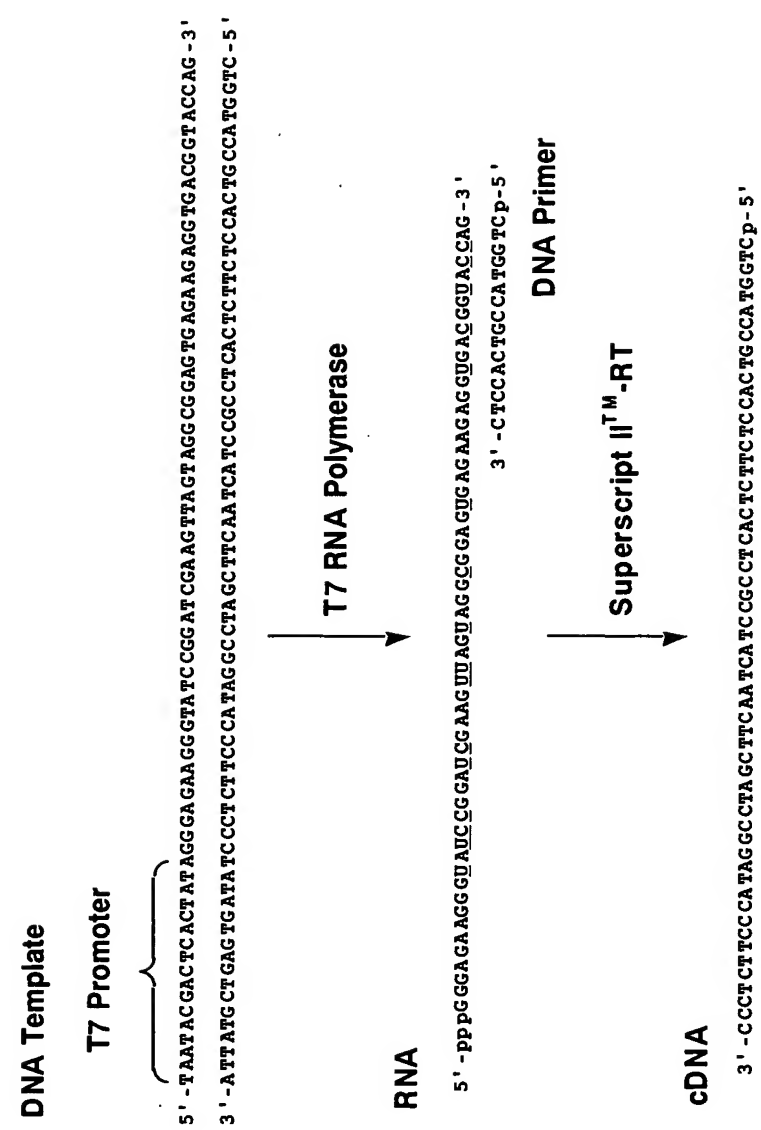 DNA Template
T7 Promoter
5'-TAATACGACTCACTATAGGGAGAAGGGTATCCGGATCGAAGTTAGTAGGCGGAGTGAGAAGAGGTGACGGTACCAG-3'
3'-ATTATGCTGAGTGATATCCCTCTTCCCATAGGCCTAGCTTCAATCATCCGCCTCACTCTTCTCCACTGCCATGGTC-5'
T7 RNA Polymerase
RNA
5'-pppGGGAGAAGGGUAUCCGGAUCGAAGUUAGUAGGCGGAGUGAGAAGAGGUGACGGUACCAG-3'
3'-CTCCACTGCCATGGTCp-5'
DNA Primer
Superscript II™-RT
cDNA
3'-CCCTCTTCCCATAGGCCTAGCTTCAATCATCCGCCTCACTCTTCTCCACTGCCATGGTCp-5'